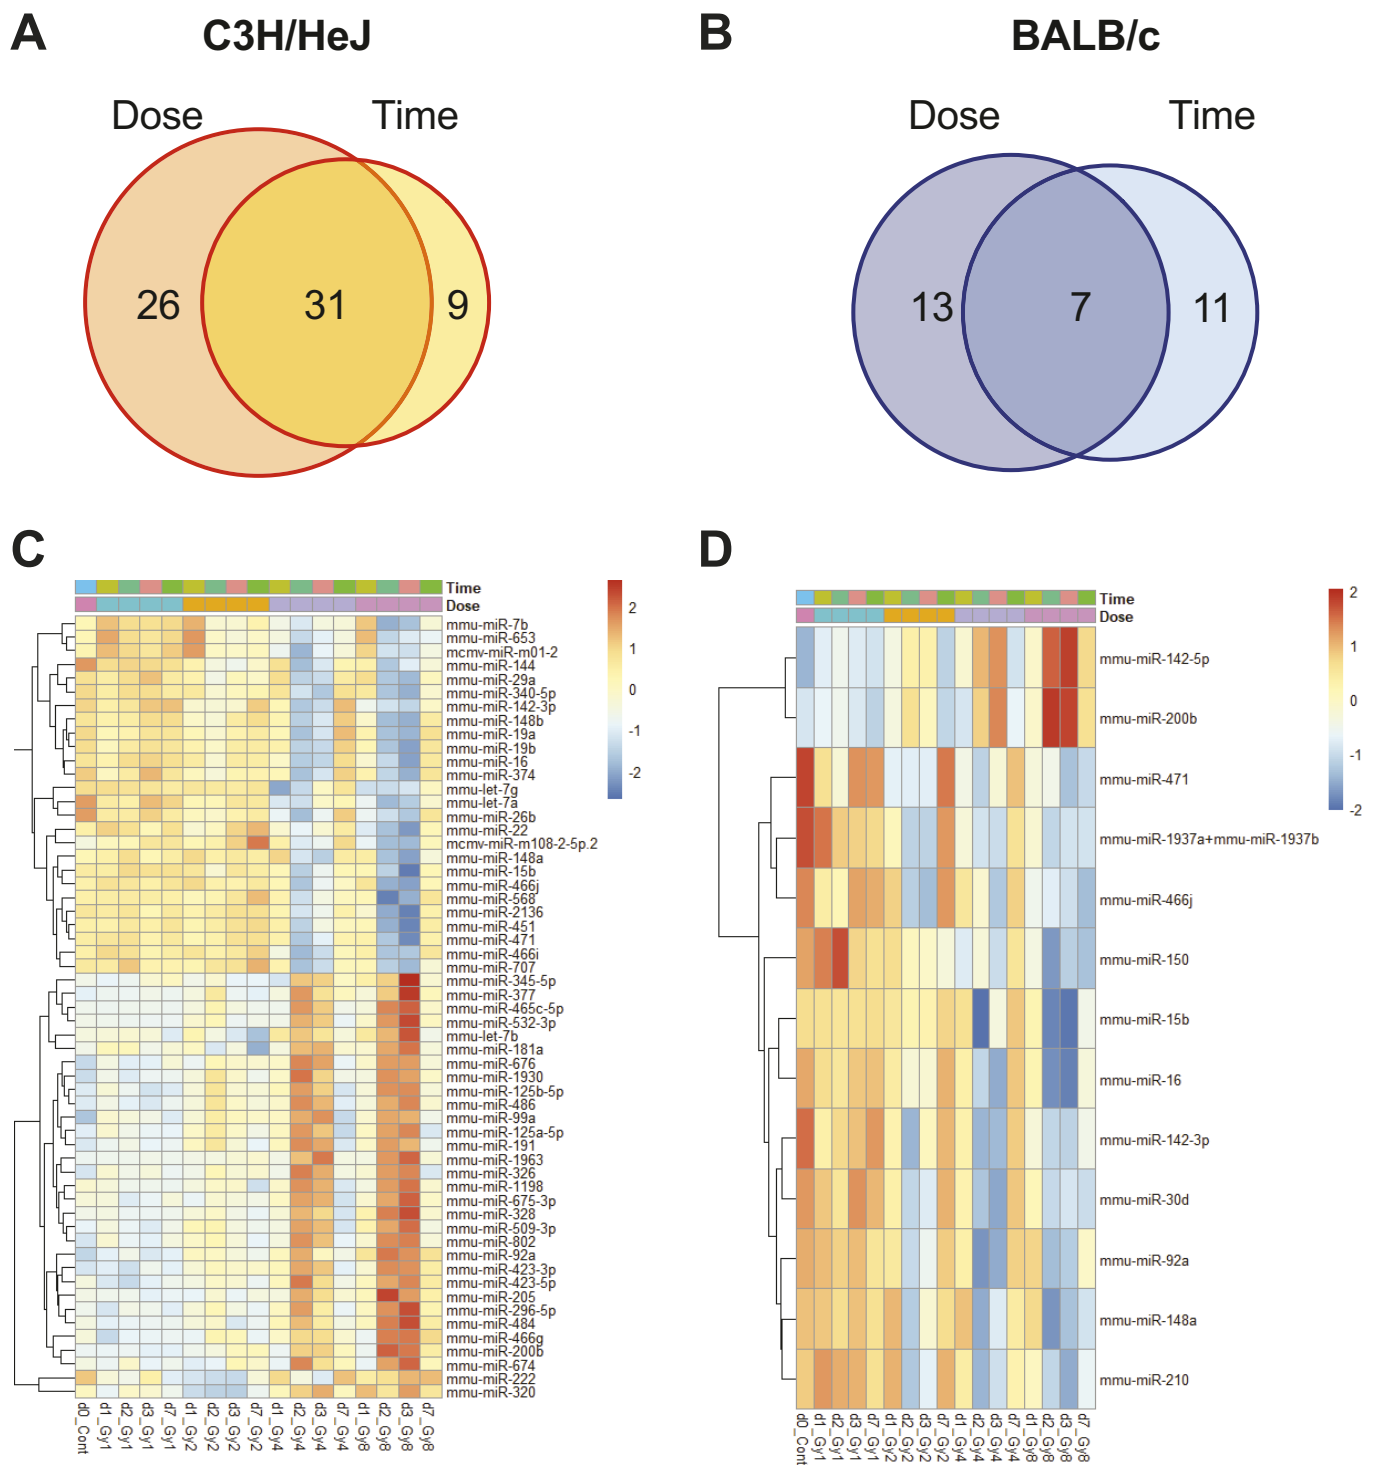 A
C3H/HeJ
Dose
Time
26
31
9
B
BALB/c
Dose
Time
13
7
11
C
Time
Dose
mmu-miR-7b
mmu-miR-653
mcmv-miR-m01-2
mmu-miR-144
mmu-miR-29a
mmu-miR-340-5p
mmu-miR-142-3p
mmu-miR-148b
mmu-miR-19a
mmu-miR-19b
mmu-miR-16
mmu-miR-374
mmu-let-7g
mmu-let-7a
mmu-miR-26b
mmu-miR-22
mcmv-miR-m108-2-5p.2
mmu-miR-148a
mmu-miR-15b
mmu-miR-466j
mmu-miR-568
mmu-miR-2136
mmu-miR-451
mmu-miR-471
mmu-miR-466i
mmu-miR-707
mmu-miR-345-5p
mmu-miR-377
mmu-miR-465c-5p
mmu-miR-532-3p
mmu-let-7b
mmu-miR-181a
mmu-miR-676
mmu-miR-1930
mmu-miR-125b-5p
mmu-miR-486
mmu-miR-99a
mmu-miR-125a-5p
mmu-miR-191
mmu-miR-1963
mmu-miR-326
mmu-miR-1198
mmu-miR-675-3p
mmu-miR-328
mmu-miR-509-3p
mmu-miR-802
mmu-miR-92a
mmu-miR-423-3p
mmu-miR-423-5p
mmu-miR-205
mmu-miR-296-5p
mmu-miR-484
mmu-miR-466g
mmu-miR-200b
mmu-miR-674
mmu-miR-222
mmu-miR-320
d0_Cont
d1_Gy1
d2_Gy1
d3_Gy1
d7_Gy1
d1_Gy2
d2_Gy2
d3_Gy2
d7_Gy2
d1_Gy4
d2_Gy4
d3_Gy4
d7_Gy4
d1_Gy8
d2_Gy8
d3_Gy8
d7_Gy8
2
1
0
-1
-2
D
Time
Dose
mmu-miR-142-5p
mmu-miR-200b
mmu-miR-471
mmu-miR-1937a+mmu-miR-1937b
mmu-miR-466j
mmu-miR-150
mmu-miR-15b
mmu-miR-16
mmu-miR-142-3p
mmu-miR-30d
mmu-miR-92a
mmu-miR-148a
mmu-miR-210
d0_Cont
d1_Gy1
d2_Gy1
d3_Gy1
d7_Gy1
d1_Gy2
d2_Gy2
d3_Gy2
d7_Gy2
d1_Gy4
d2_Gy4
d3_Gy4
d7_Gy4
d1_Gy8
d2_Gy8
d3_Gy8
d7_Gy8
2
1
0
-1
-2